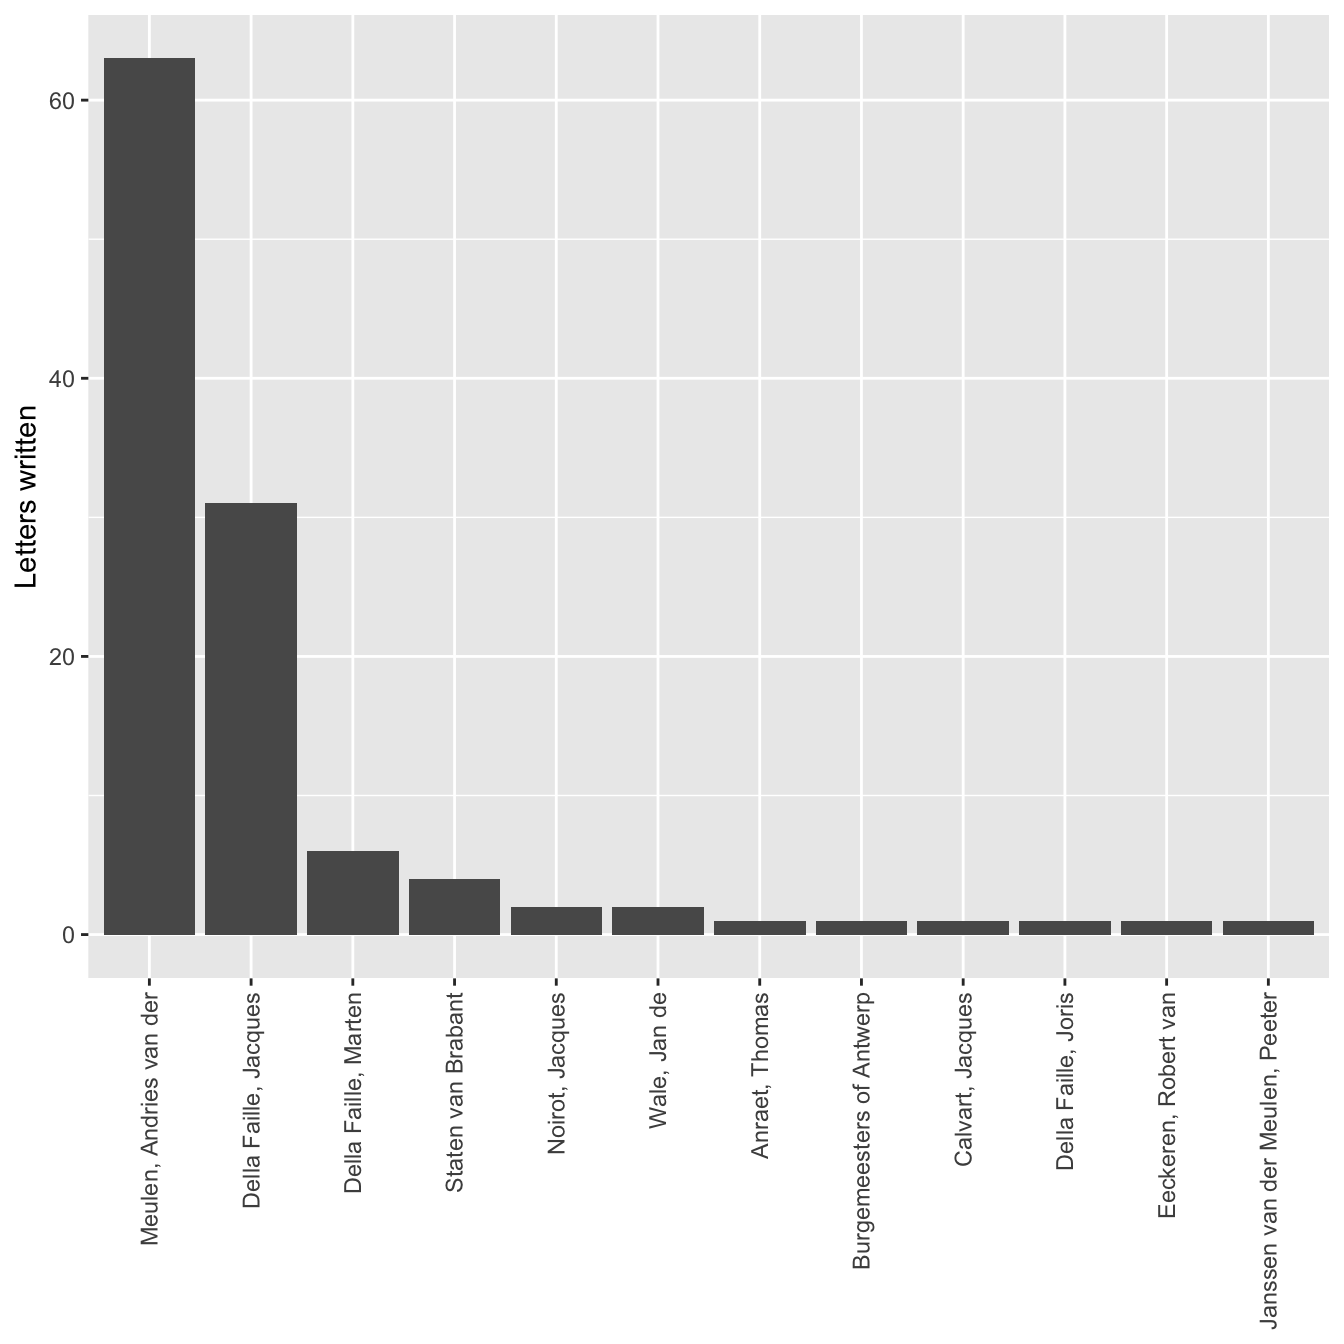 Letters written
60
40
20
0
Meulen, Andries van der
Della Faille, Jacques
Della Faille, Marten
Staten van Brabant
Noirot, Jacques
Wale, Jan de
Anraet, Thomas
Burgemeesters of Antwerp
Calvart, Jacques
Della Faille, Joris
Eeckeren, Robert van
Janssen van der Meulen, Peeter